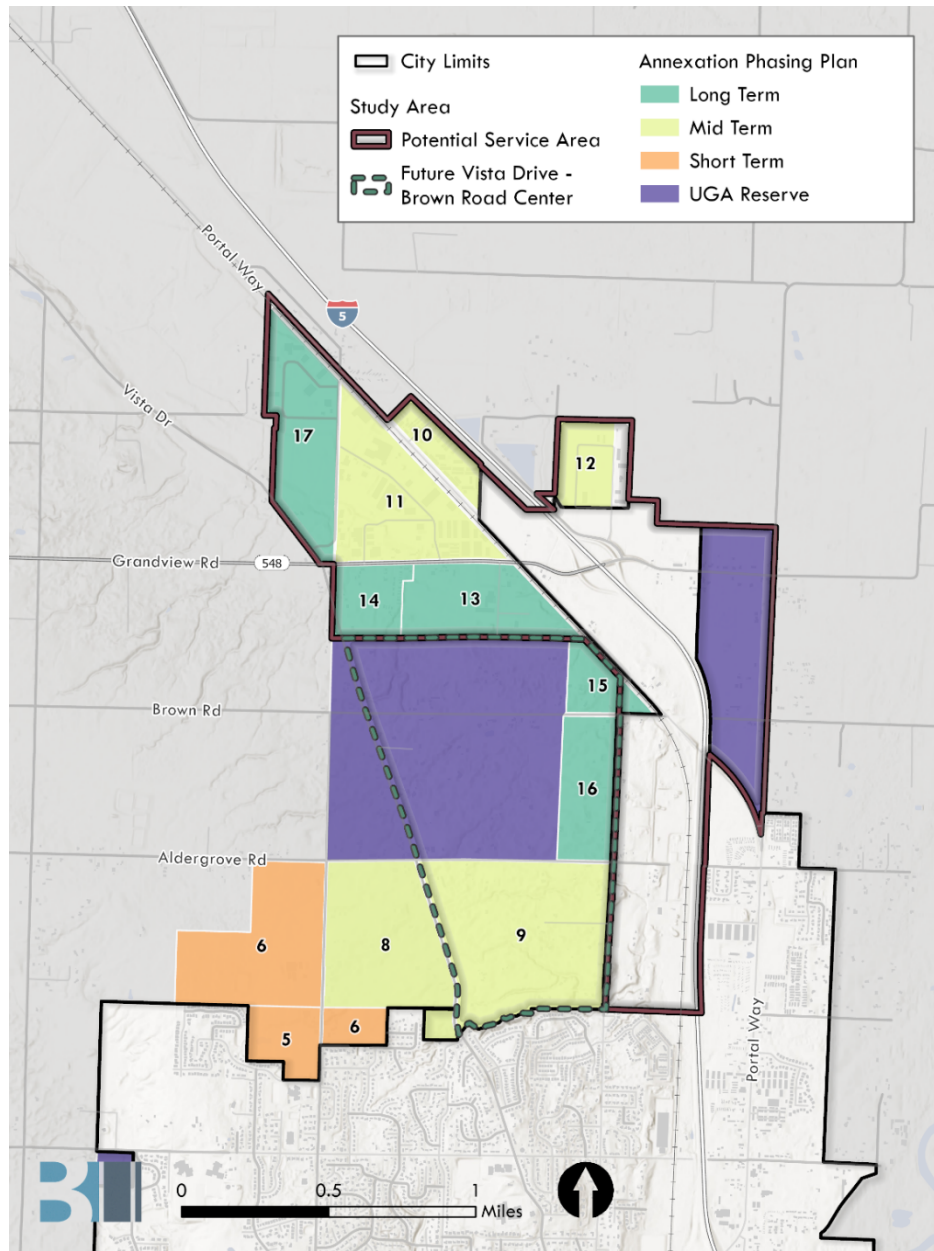 City Limits
Study Area
Potential Service Area
Future Vista Drive -
Brown Road Center
Annexation Phasing Plan
Long Term
Mid Term
Short Term
UGA Reserve
Portal Way
5
Vista Dr
17
10
12
11
Grandview Rd
548
14
13
15
Brown Rd
16
Aldergrove Rd
6
8
9
5
6
Portal Way
0
0.5
1
Miles